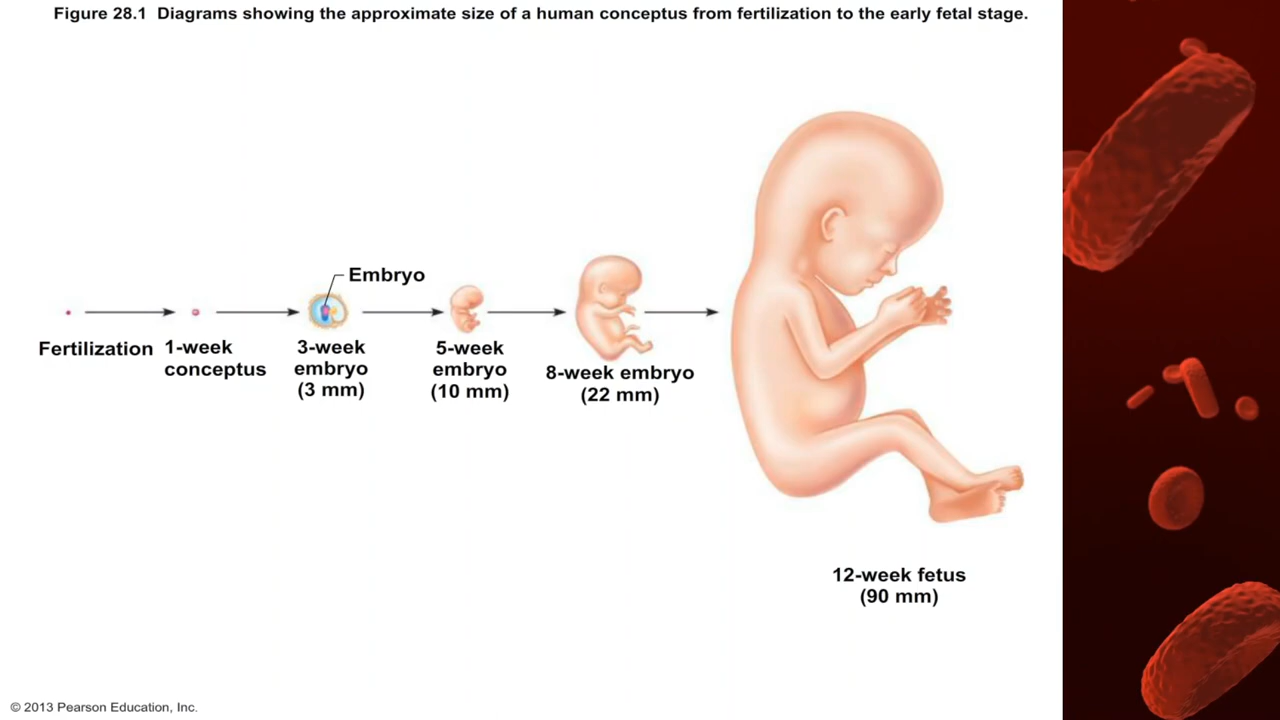 Figure 28.1 Diagrams showing the approximate size of a human conceptus from fertilization to the early fetal stage.
Embryo
Fertilization
1-week
conceptus
3-week
embryo
(3 mm)
5-week
embryo
(10 mm)
8-week embryo
(22 mm)
12-week fetus
(90 mm)
© 2013 Pearson Education, Inc.